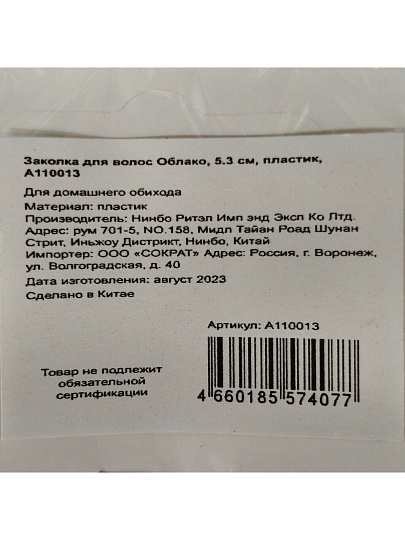 Заколка для волос Облако, 5.3 см, пластик,
А110013
Для домашнего обихода
Материал: пластик
Производитель: Нинбо Ритэл Имп энд Эксп Ко Лтд.
Адрес: рум 701-5, NO.158, Мидл Тайан Роад Шунан
Стрит, Иньжоу Дистрикт, Нинбо, Китай
Импортер: ООО «СОКРАТ» Адрес: Россия, г. Воронеж,
ул. Волгоградская, д. 40
Дата изготовления: август 2023
Сделано в Китае
Артикул: А110013
Товар не подлежит
обязательной
сертификации
4 660185 574077